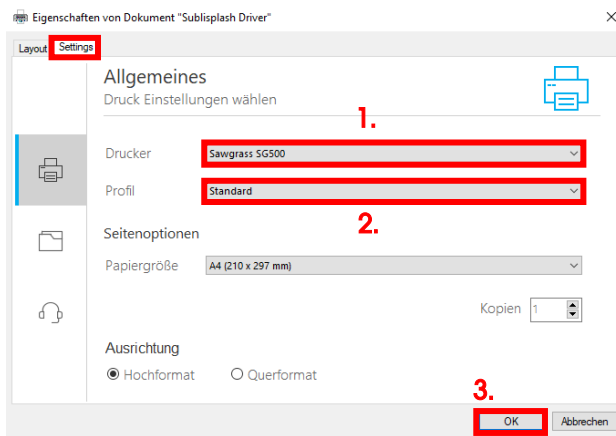 Eigenschaften von Dokument "Sublisplash Driver"
Layout Settings
Allgemeines
Druck Einstellungen wählen
1.
Drucker Sawgrass SG500
Profil Standard
2.
Seitenoptionen
Papiergröße A4 (210 x 297 mm)
Kopien 1
Ausrichtung
Hochformat Querformat
3.
OK Abbrechen